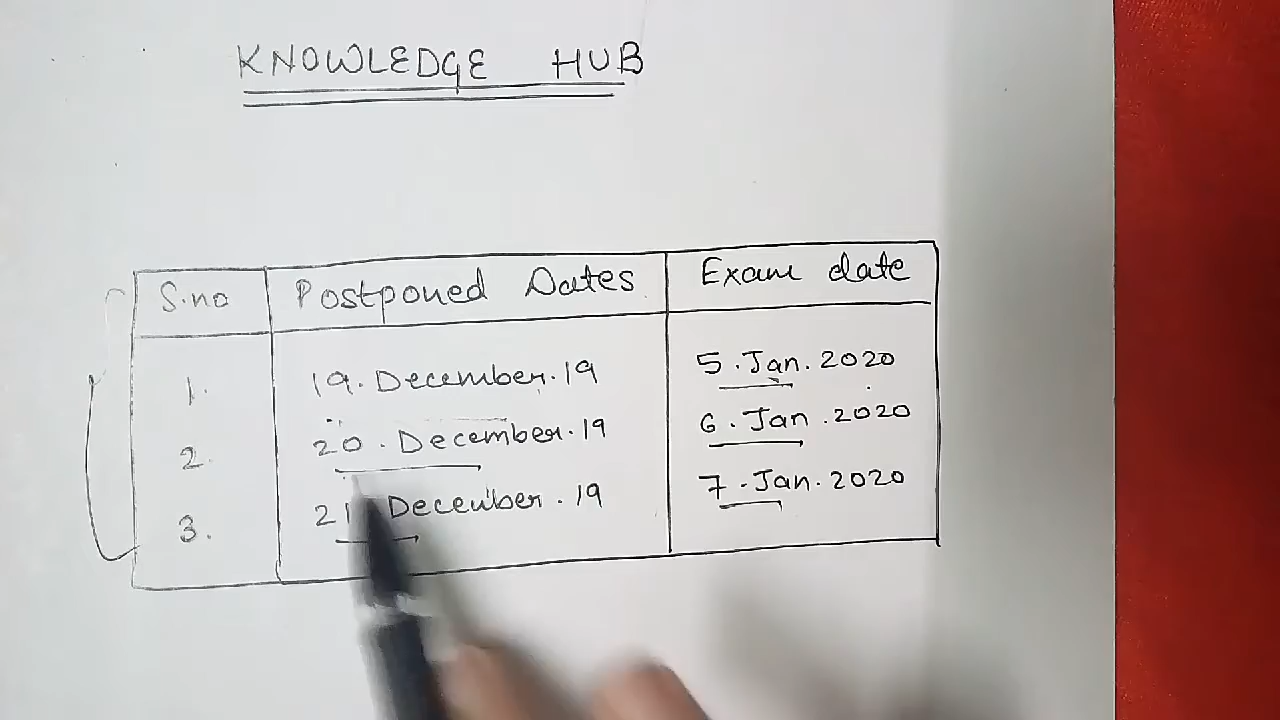 KNOWLEDGE HUB
S.no Postponed Dates Exam date
1. 19.December.19 5.Jan.2020
2. 20.December.19 6.Jan.2020
3. 21 December.19 7.Jan.2020